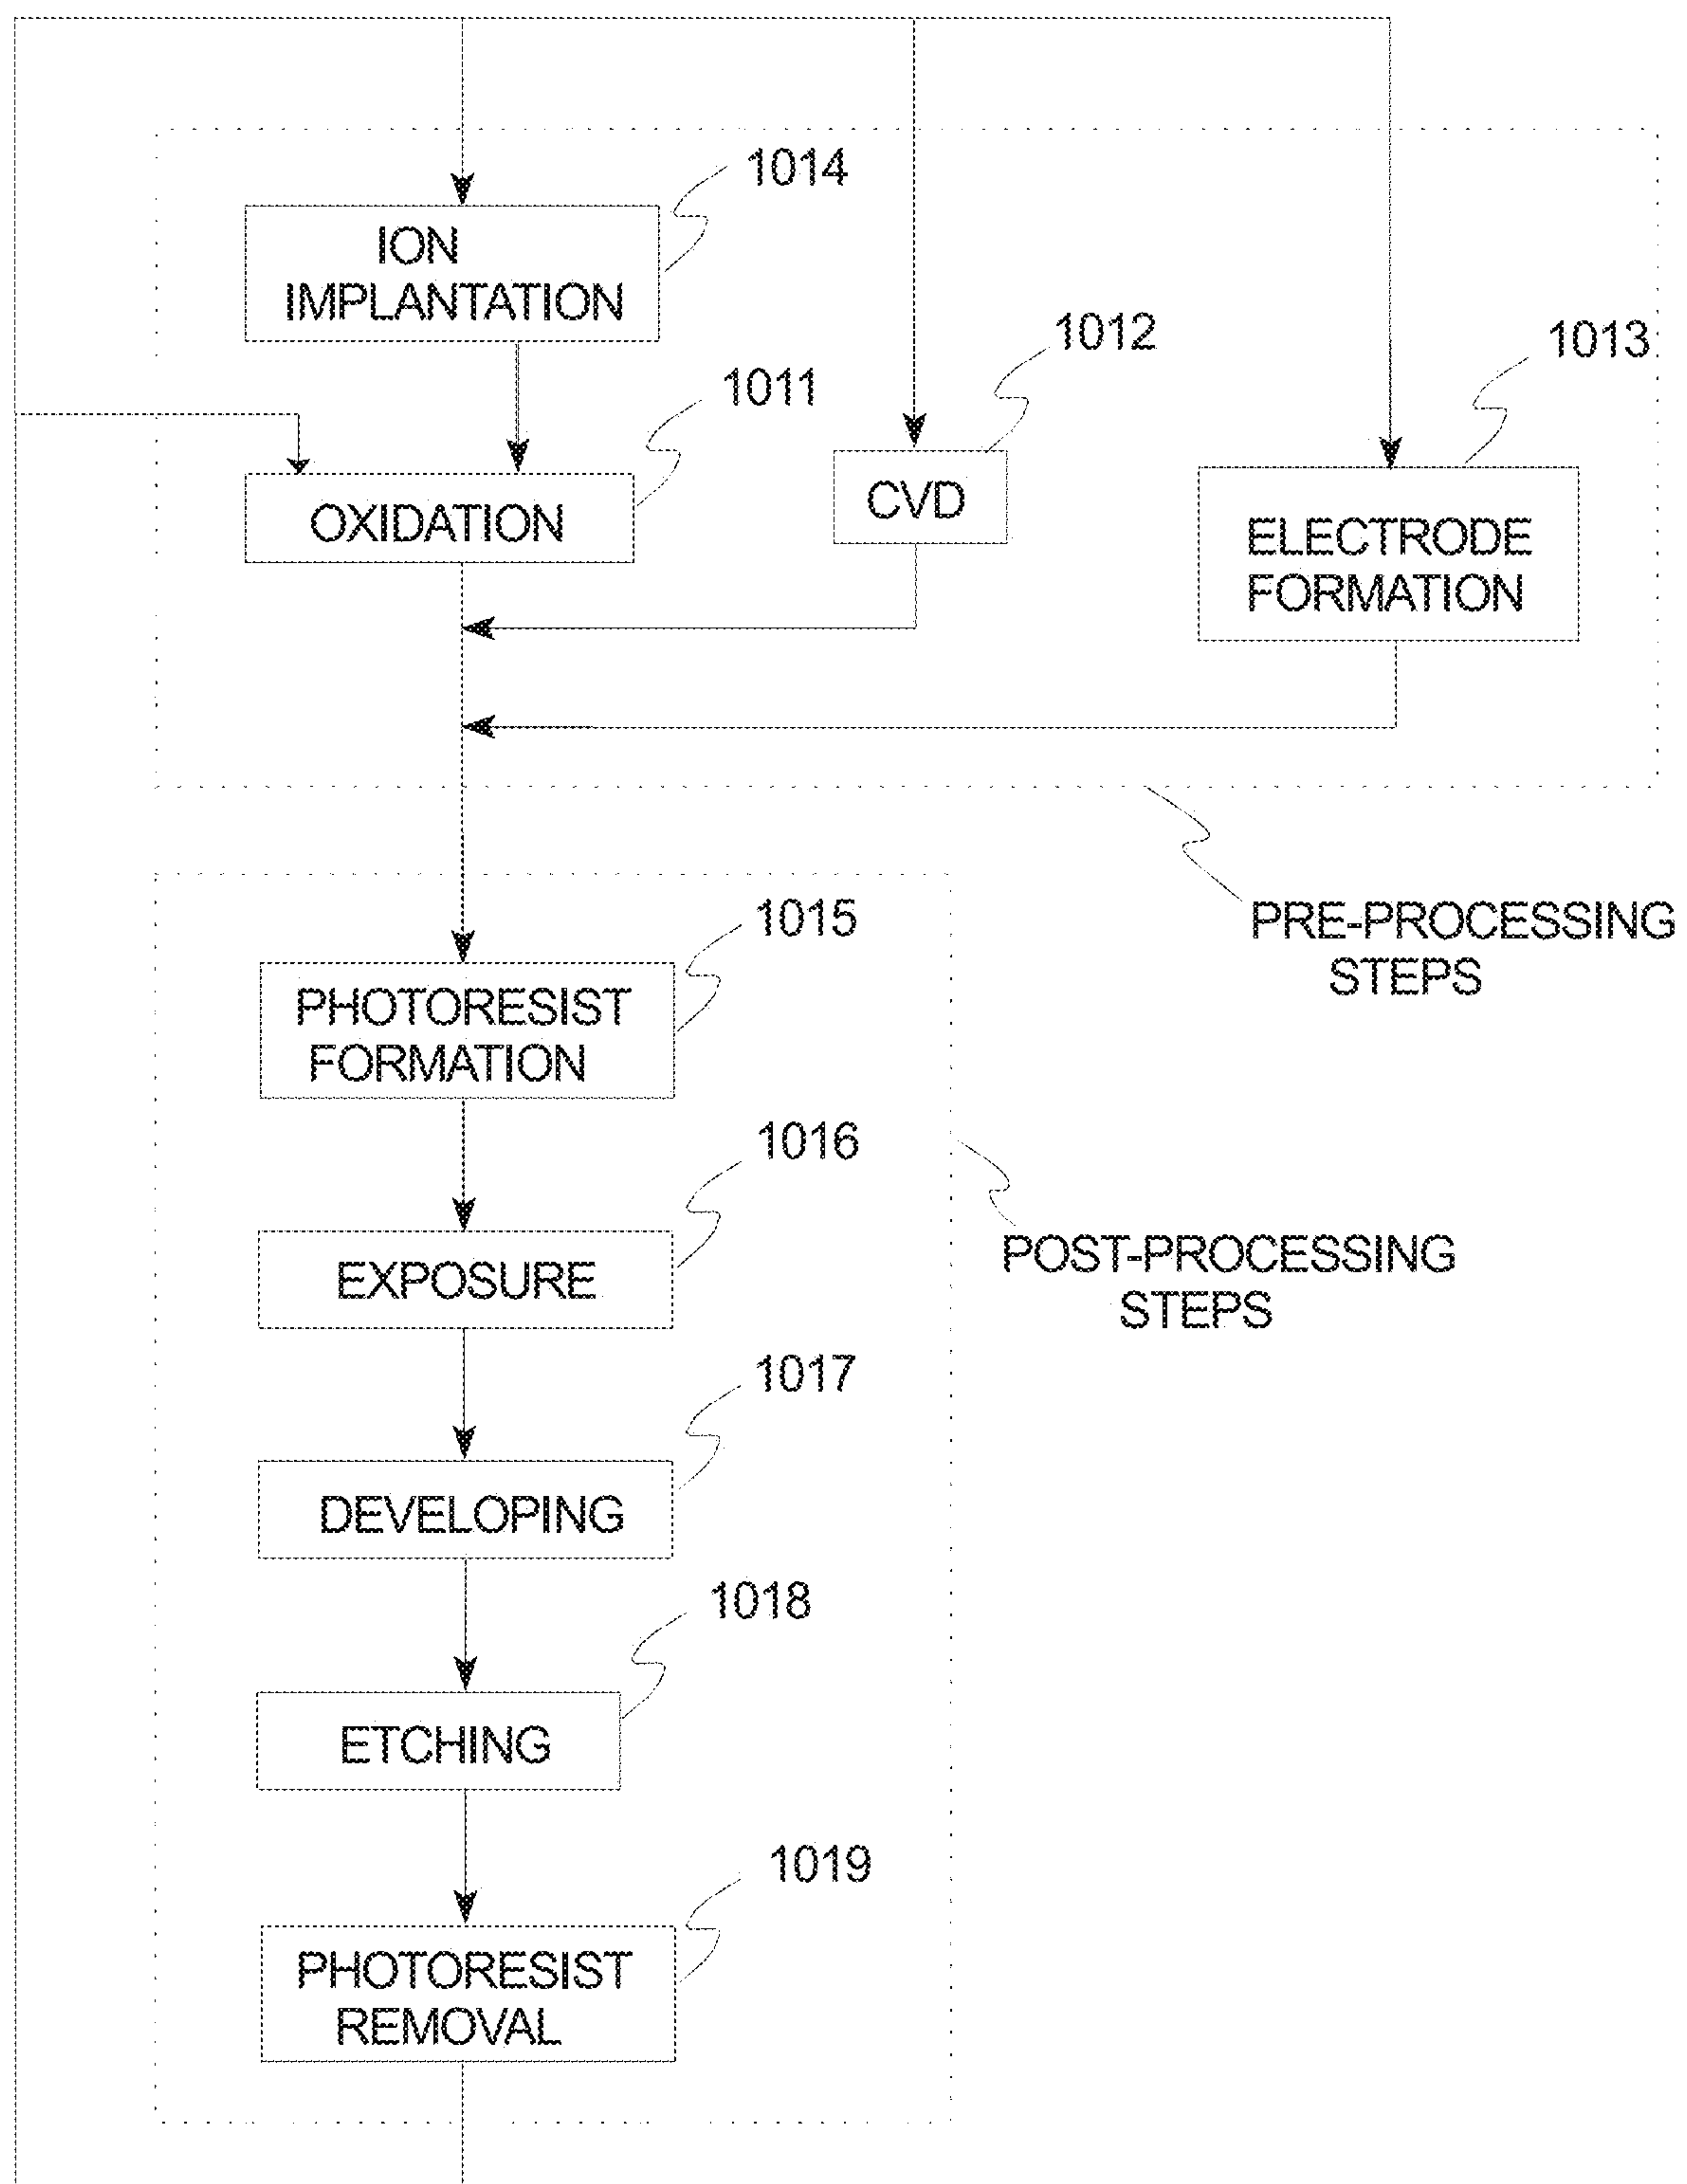 1014
ION
IMPLANTATION
1012
1013
1011
OXIDATION
CVD
ELECTRODE
FORMATION
PRE-PROCESSING
STEPS
1015
PHOTORESIST
FORMATION
1016
EXPOSURE
POST-PROCESSING
STEPS
1017
DEVELOPING
1018
ETCHING
1019
PHOTORESIST
REMOVAL